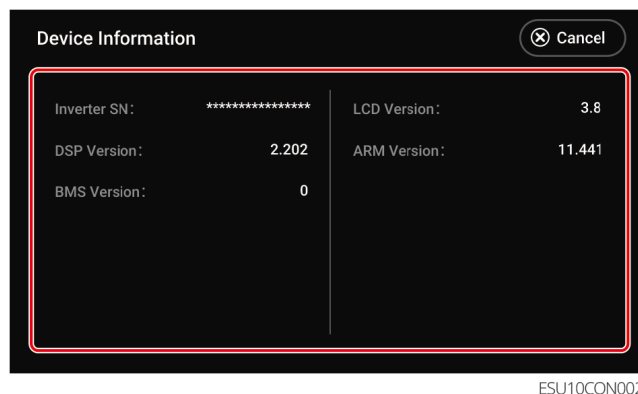 Device Information
Cancel
Inverter SN: ****************
DSP Version: 2.202
BMS Version: 0
LCD Version: 3.8
ARM Version: 11.441
ESU10CON002